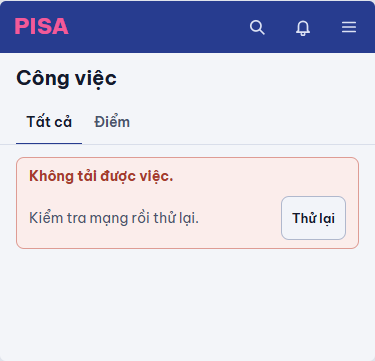 PISA
Công việc
Tất cả Điểm
Không tải được việc.
Kiểm tra mạng rồi thử lại. Thử lại